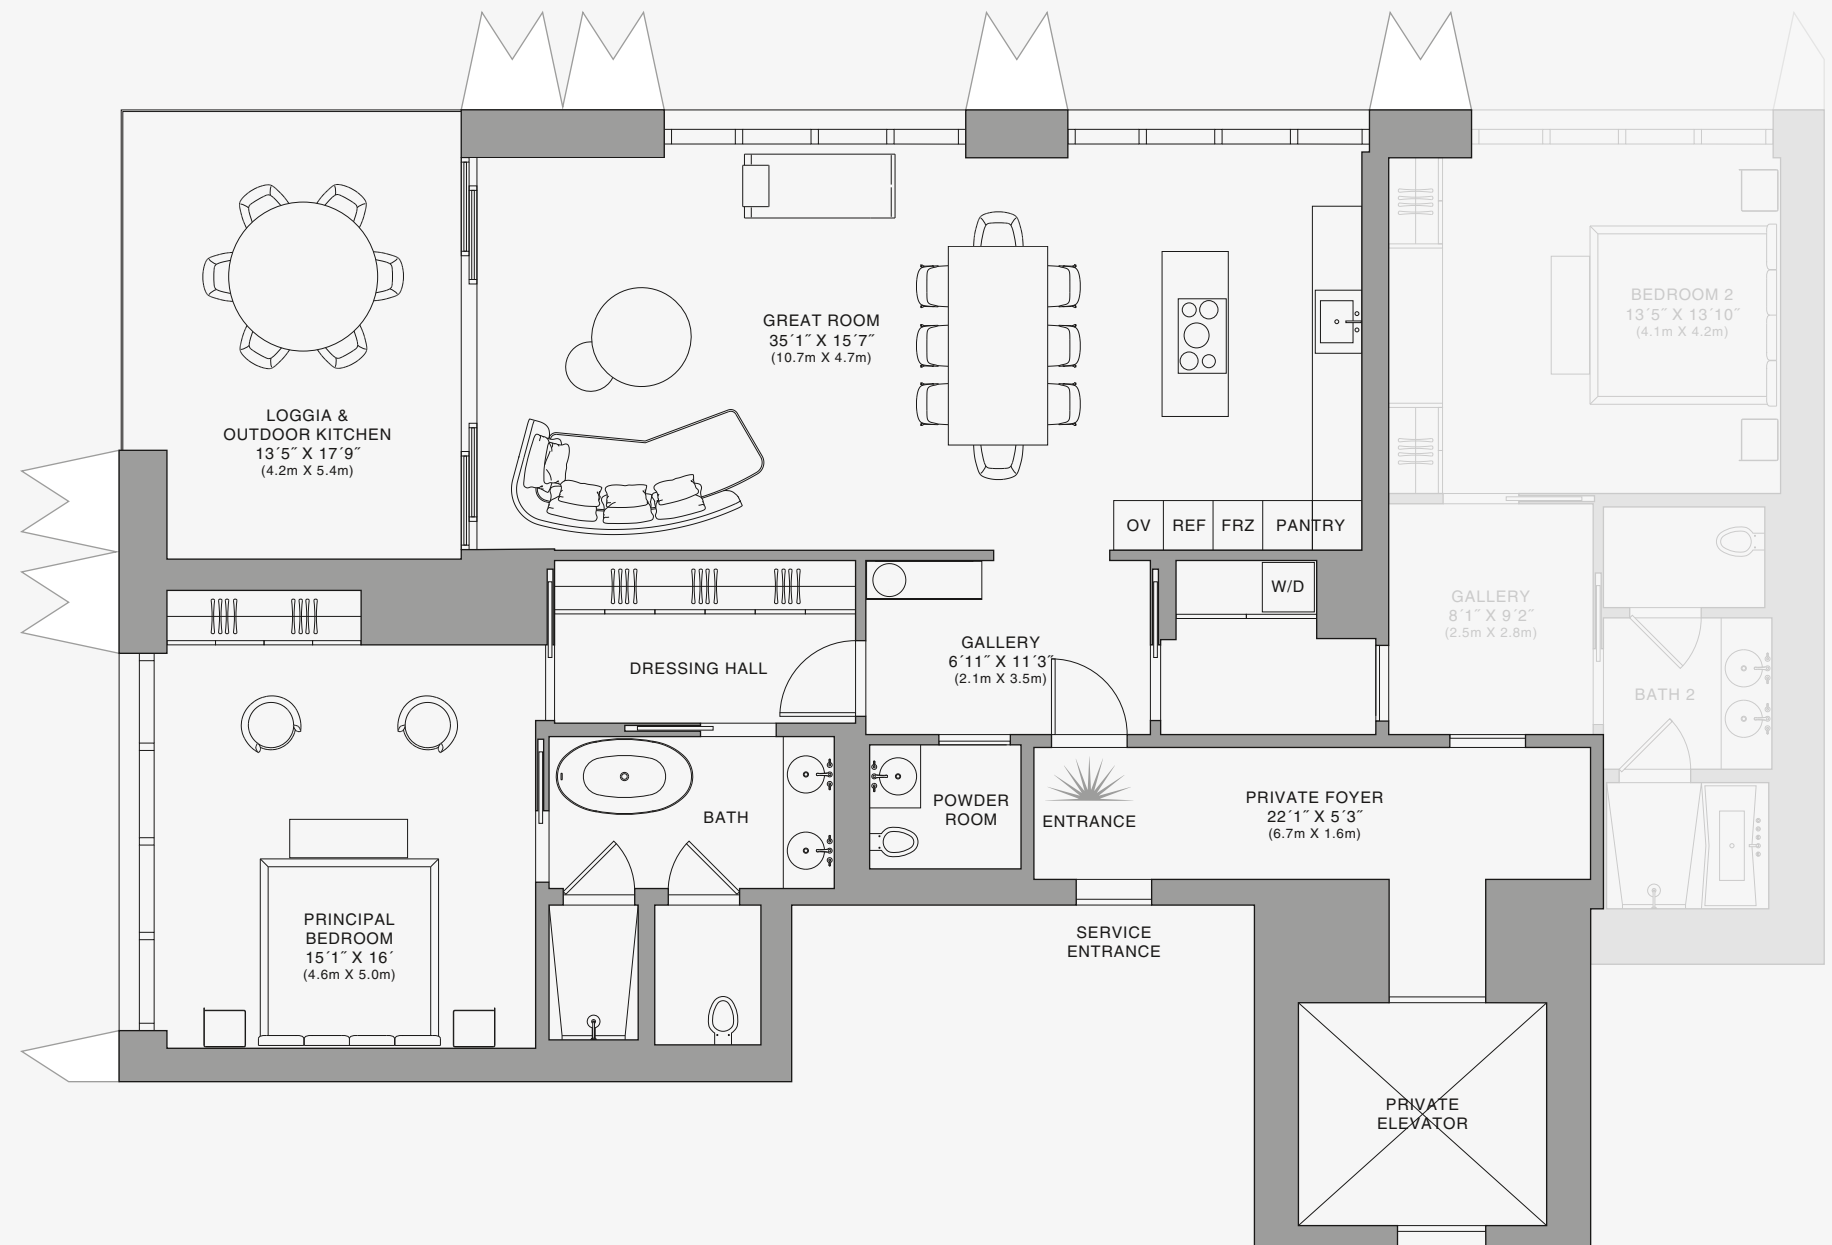 GREAT ROOM
35´1˝ X 15´7˝
(10.7m X 4.7m)
LOGGIA &
OUTDOOR KITCHEN
13´5˝ X 17´9˝
(4.2m X 5.4m)
BEDROOM 2
13´5˝ X 13´10˝
(4.1m X 4.2m)
OV
REF
FRZ
PANTRY
W/D
DRESSING HALL
GALLERY
6´11˝ X 11´3˝
(2.1m X 3.5m)
GALLERY
8´1˝ X 9´2˝
(2.5m X 2.8m)
BATH 2
BATH
POWDER
ROOM
ENTRANCE
PRIVATE FOYER
22´1˝ X 5´3˝
(6.7m X 1.6m)
PRINCIPAL
BEDROOM
15´1˝ X 16´
(4.6m X 5.0m)
SERVICE
ENTRANCE
PRIVATE
ELEVATOR